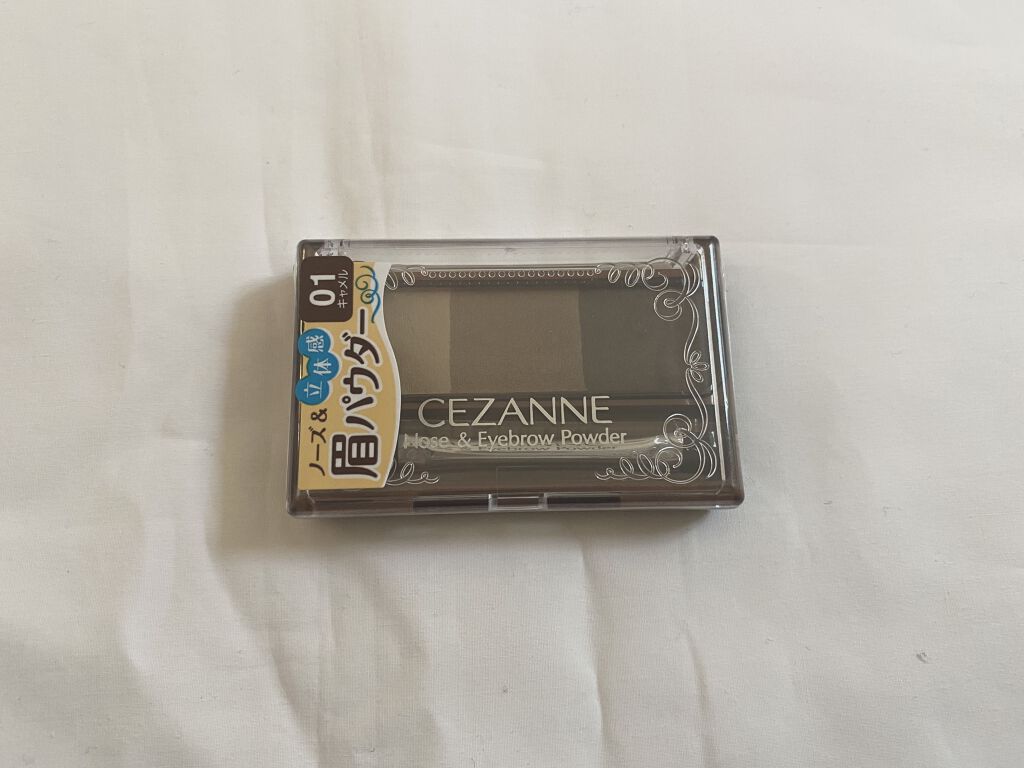 01
キャメル
立体感
ノーズ&
眉パウダー
CEZANNE
Nose & Eyebrow Powder